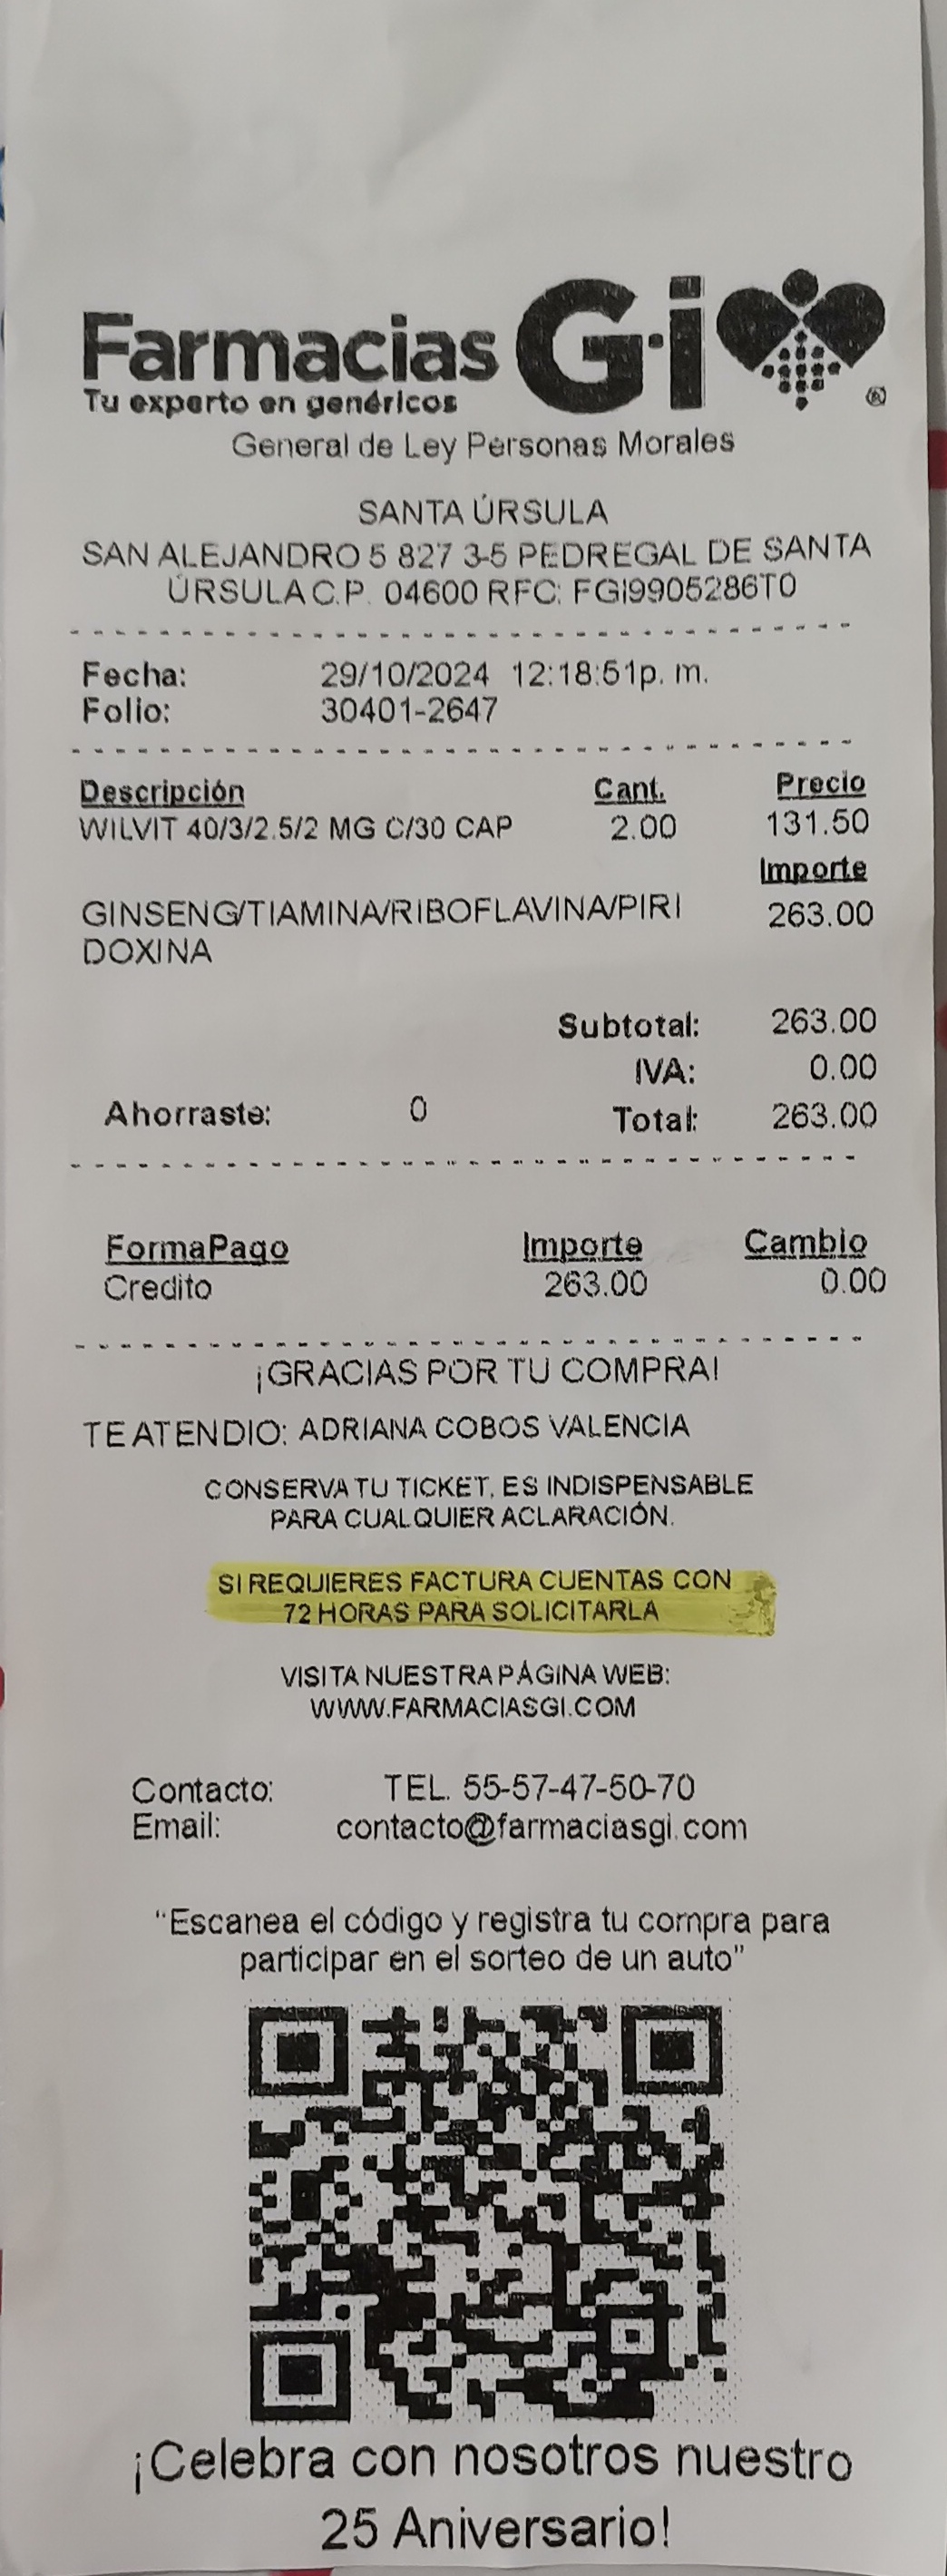 Farmacias G·i ®
Tu experto en genéricos
General de Ley Personas Morales
SANTA ÚRSULA
SAN ALEJANDRO 5 827 3-5 PEDREGAL DE SANTA
ÚRSULA C.P. 04600 RFC: FGI9905286T0
Fecha: 29/10/2024 12:18:51p. m.
Folio: 30401-2647
Descripción Cant. Precio
WILVIT 40/3/2.5/2 MG C/30 CAP 2.00 131.50
Importe
GINSENG/TIAMINA/RIBOFLAVINA/PIRI 263.00
DOXINA
Subtotal: 263.00
IVA: 0.00
Ahorraste: 0 Total: 263.00
FormaPago Importe Cambio
Credito 263.00 0.00
¡GRACIAS POR TU COMPRA!
TE ATENDIO: ADRIANA COBOS VALENCIA
CONSERVA TU TICKET, ES INDISPENSABLE
PARA CUALQUIER ACLARACIÓN.
SI REQUIERES FACTURA CUENTAS CON
72 HORAS PARA SOLICITARLA
VISITA NUESTRA PÁGINA WEB:
WWW.FARMACIASGI.COM
Contacto: TEL. 55-57-47-50-70
Email: contacto@farmaciasgi.com
"Escanea el código y registra tu compra para
participar en el sorteo de un auto"
¡Celebra con nosotros nuestro
25 Aniversario!